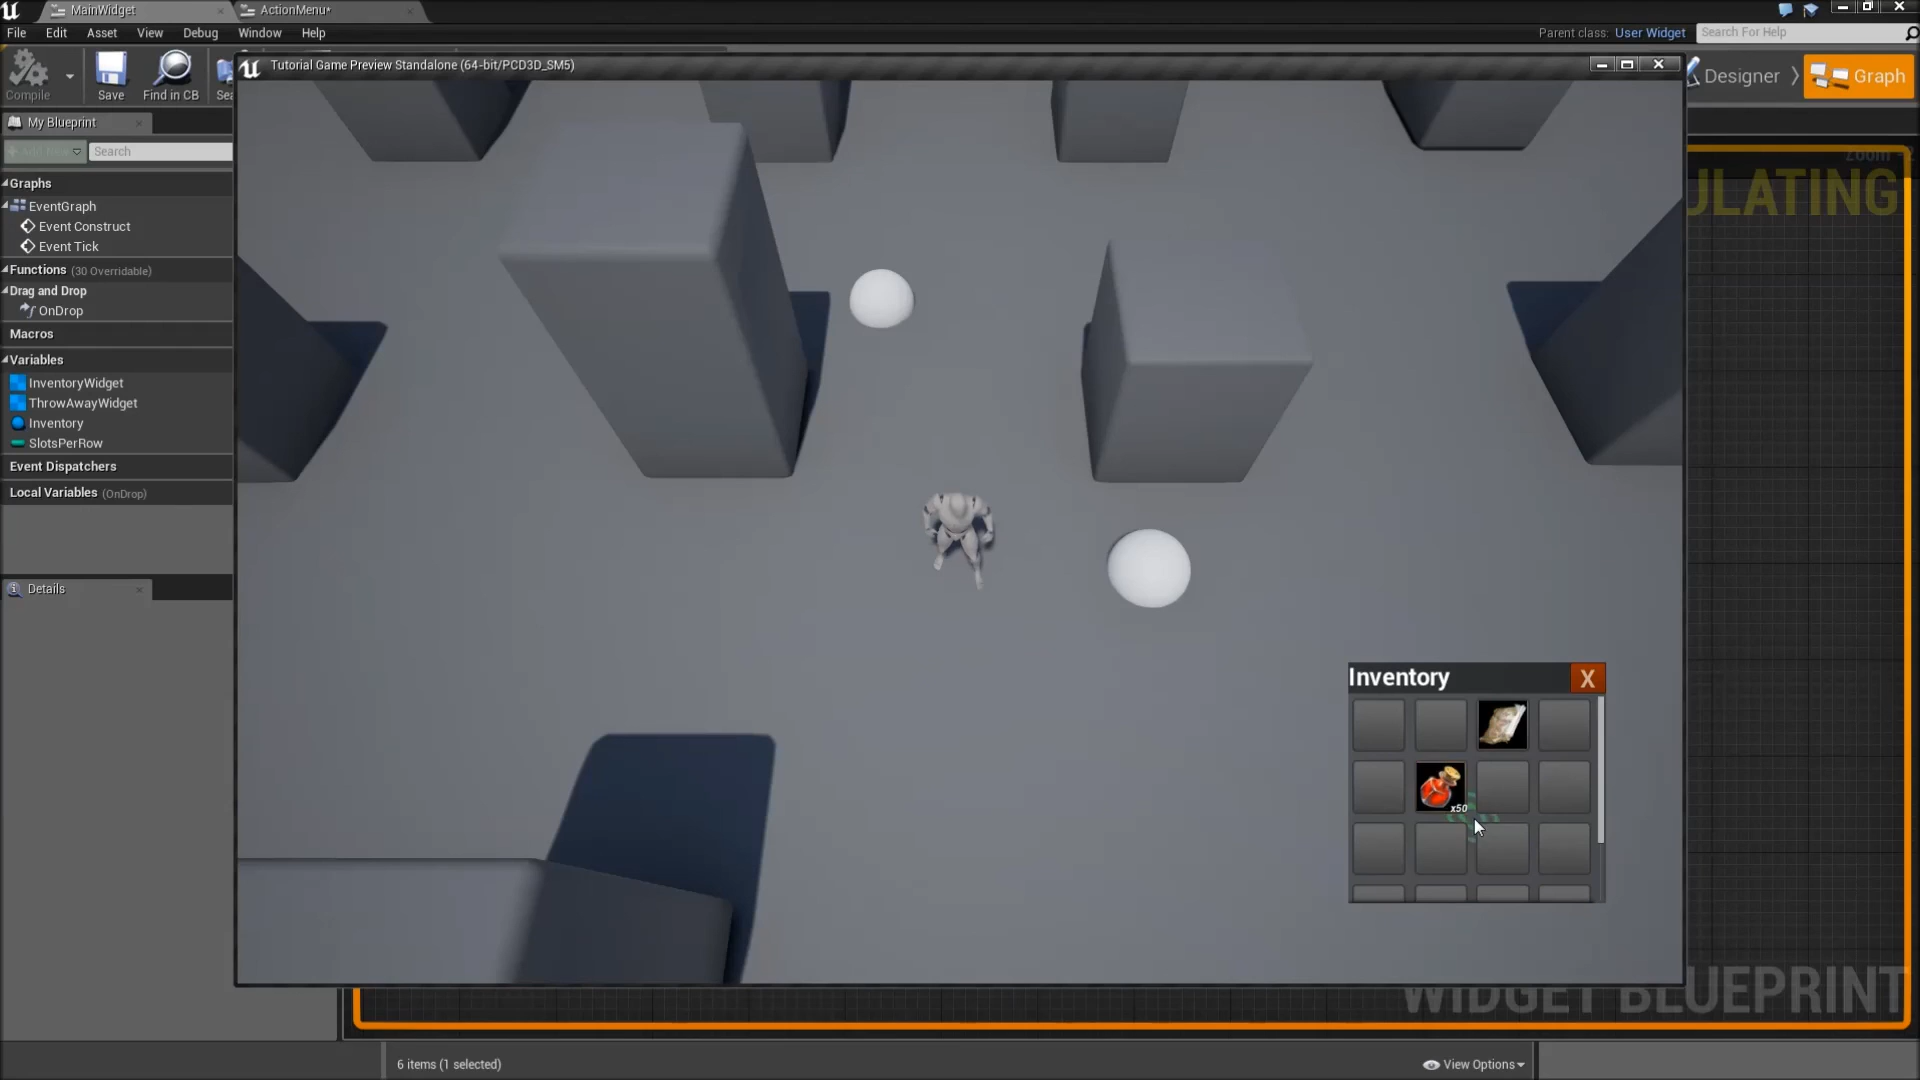 MainWidget
ActionMenu*
File Edit Asset View Debug Window Help
Parent class: User Widget
Search For Help
Compile
Save
Find in CB
Tutorial Game Preview Standalone (64-bit/PCD3D_SM5)
Designer
Graph
My Blueprint
Search
Graphs
EventGraph
Event Construct
Event Tick
Functions (30 Overridable)
Drag and Drop
OnDrop
Macros
Variables
InventoryWidget
ThrowAwayWidget
Inventory
SlotsPerRow
Event Dispatchers
Local Variables (OnDrop)
Details
Zoom -2
ULATING
Inventory
X
x50
WIDGET BLUEPRINT
6 items (1 selected)
View Options